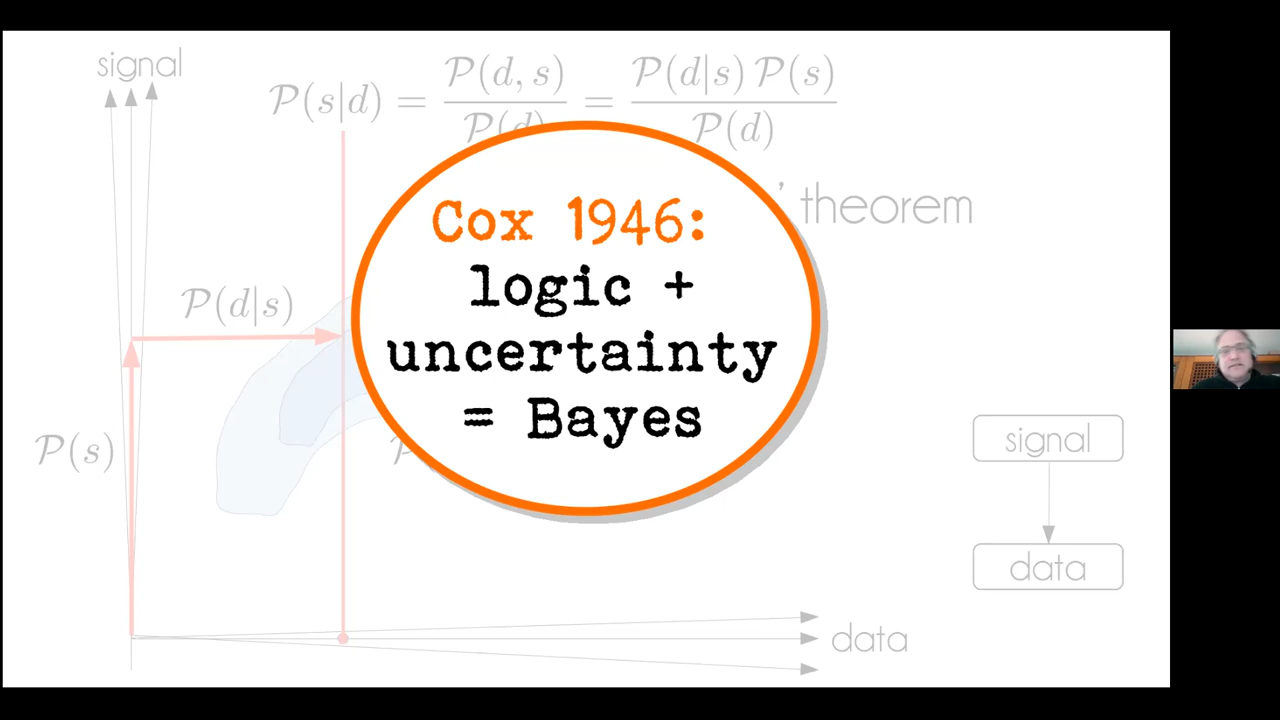 signal
P(s|d) = P(d, s) / P(d) = P(d|s) P(s) / P(d)
' theorem
Cox 1946:
logic +
uncertainty
= Bayes
P(d|s)
P(s)
signal
data
data